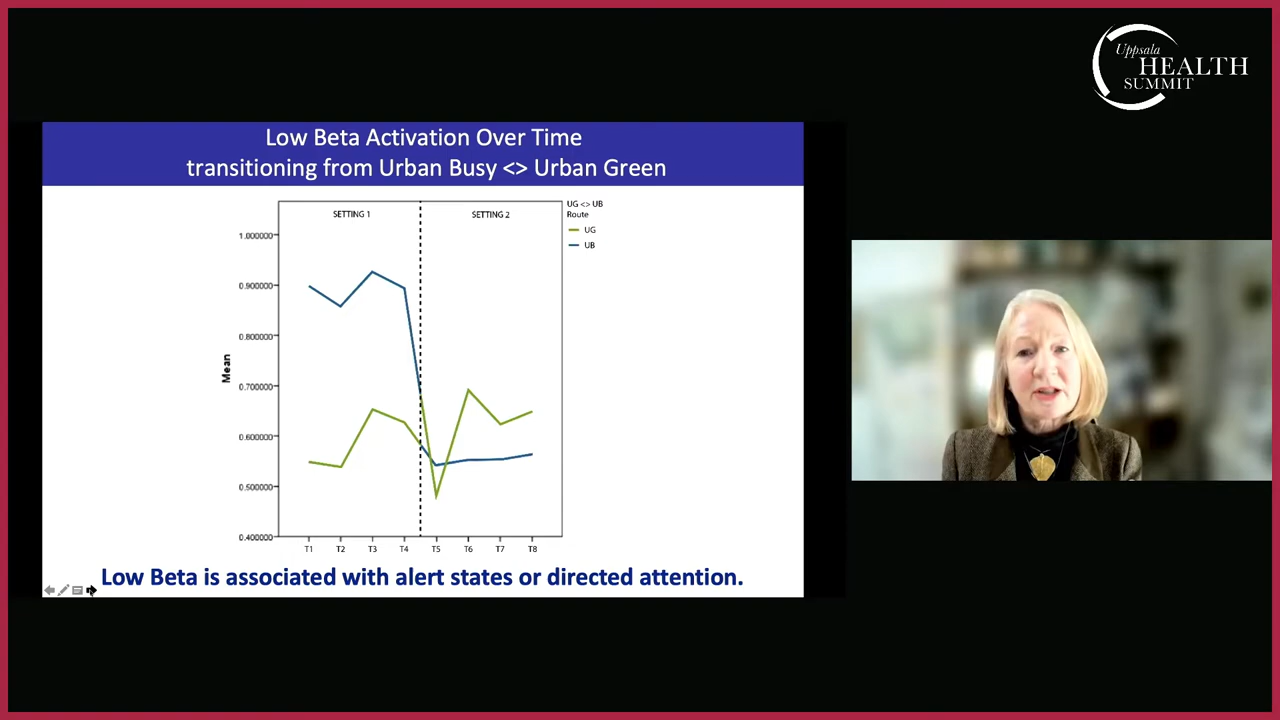 Uppsala
HEALTH
SUMMIT
Low Beta Activation Over Time
transitioning from Urban Busy <> Urban Green
SETTING 1
SETTING 2
UG <> UB
Route
UG
UB
1.000000
0.900000
0.800000
0.700000
0.600000
0.500000
0.400000
Mean
T1 T2 T3 T4 T5 T6 T7 T8
Low Beta is associated with alert states or directed attention.